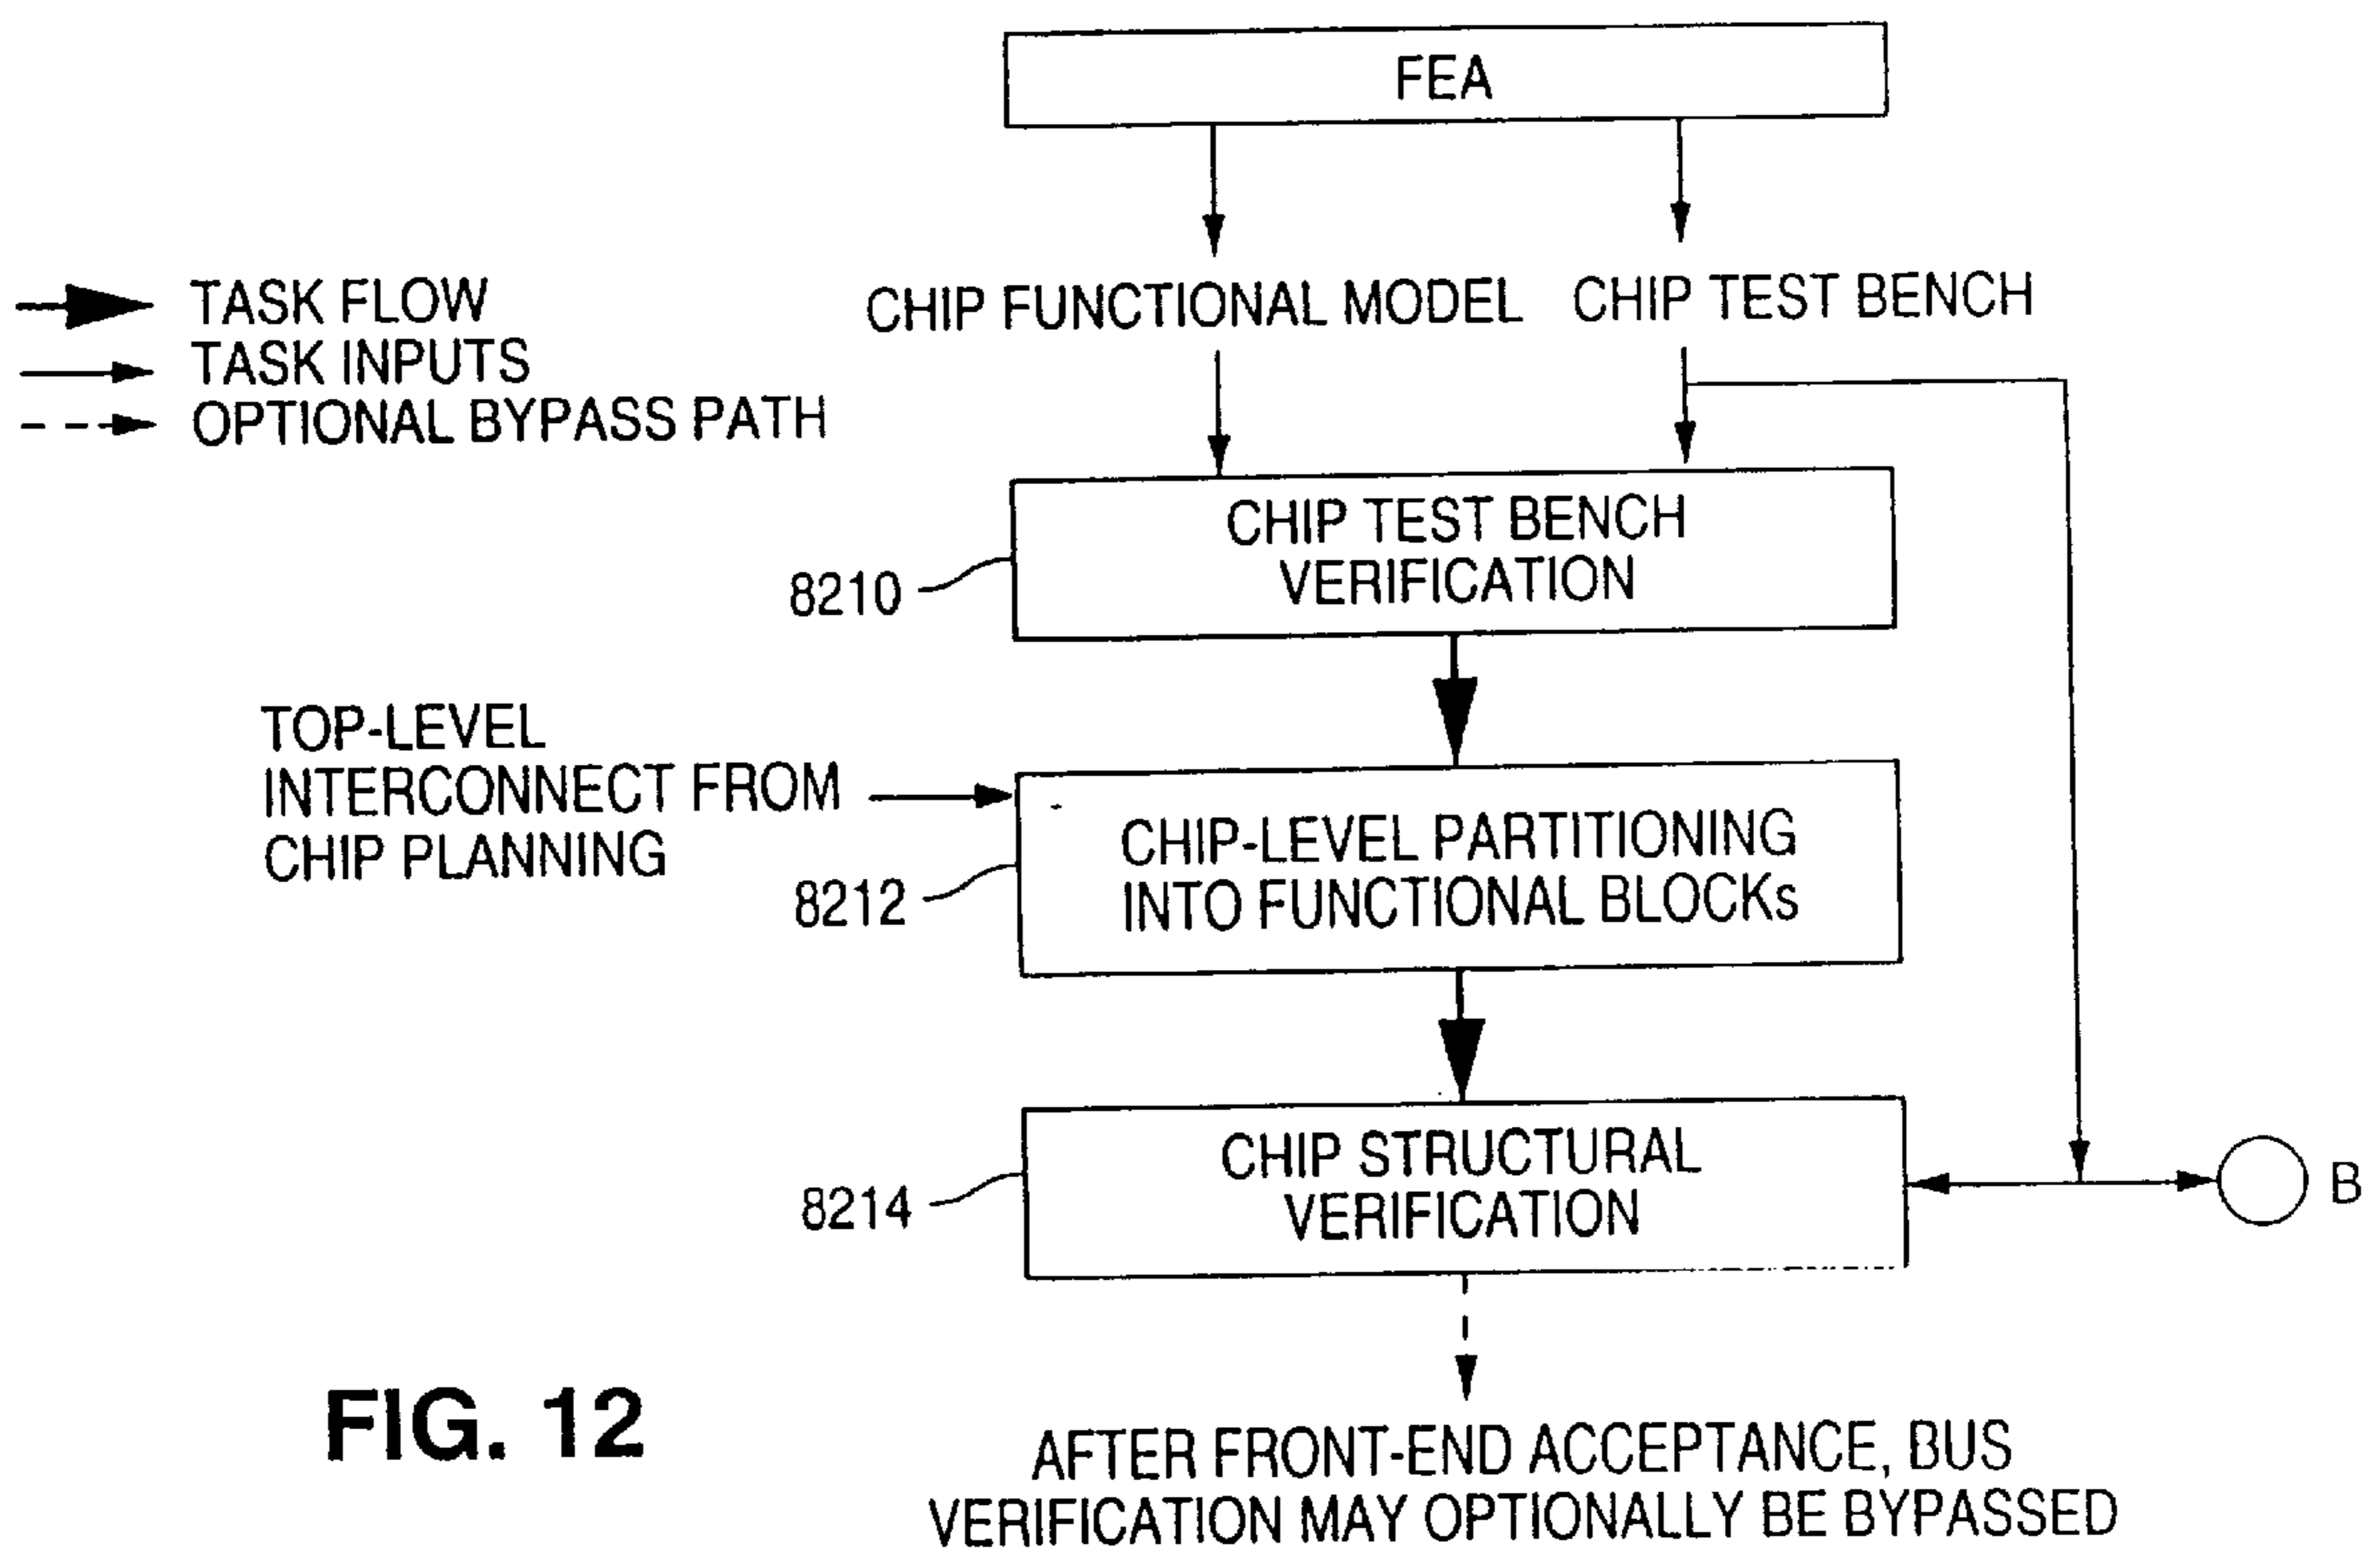 FEA
CHIP FUNCTIONAL MODEL
CHIP TEST BENCH
TASK FLOW
TASK INPUTS
OPTIONAL BYPASS PATH
CHIP TEST BENCH
VERIFICATION
8210
TOP-LEVEL
INTERCONNECT FROM
CHIP PLANNING
CHIP-LEVEL PARTITIONING
INTO FUNCTIONAL BLOCKs
8212
CHIP STRUCTURAL
VERIFICATION
8214
B
AFTER FRONT-END ACCEPTANCE, BUS
VERIFICATION MAY OPTIONALLY BE BYPASSED
FIG. 12